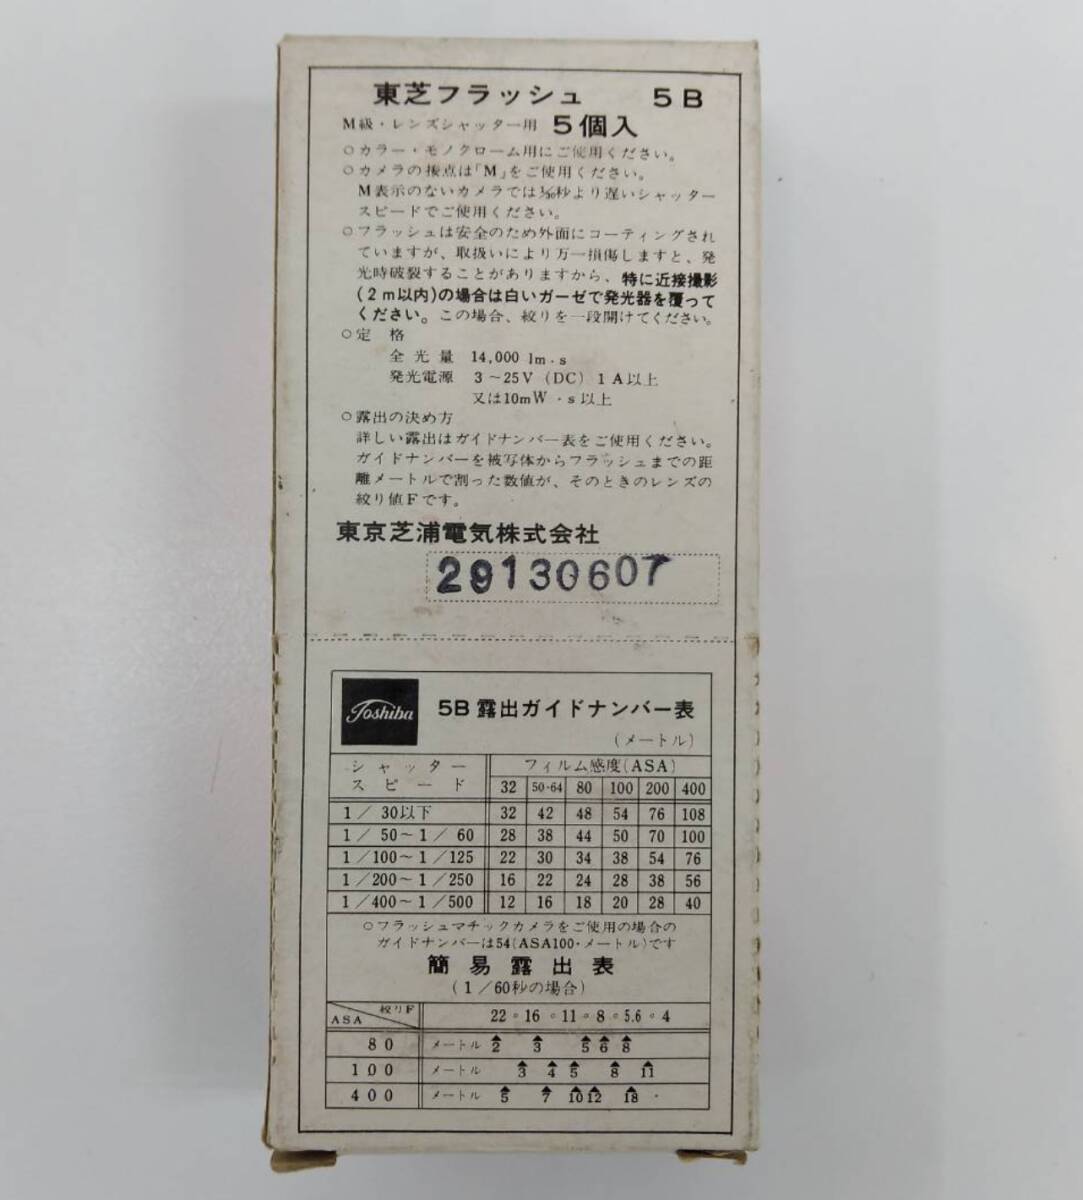 東芝フラッシュ 5B
M級・レンズシャッター用 5個入
○カラー・モノクローム用にご使用ください。
○カメラの接点は「M」をご使用ください。
M表示のないカメラでは1/30秒より遅いシャッター
スピードでご使用ください。
○フラッシュは安全のため外面にコーティングされ
ていますが、取扱いにより万一損傷しますと、発
光時破裂することがありますから、特に近接撮影
(2m以内)の場合は白いガーゼで発光器を覆って
ください。この場合、絞りを一段開けてください。
○定格
全光量 14,000 lm・s
発光電源 3~25V (DC) 1A以上
又は10mW・s以上
○露出の決め方
詳しい露出はガイドナンバー表をご使用ください。
ガイドナンバーを被写体からフラッシュまでの距
離メートルで割った数値が、そのときのレンズの
絞り値Fです。
東京芝浦電気株式会社
29130607
Toshiba 5B 露出ガイドナンバー表
(メートル)
シャッター フィルム感度(ASA)
スピード 32 50-64 80 100 200 400
1/30以下 32 42 48 54 76 108
1/50~1/60 28 38 44 50 70 100
1/100~1/125 22 30 34 38 54 76
1/200~1/250 16 22 24 28 38 56
1/400~1/500 12 16 18 20 28 40
○フラッシュマチックカメラをご使用の場合の
ガイドナンバーは54(ASA100・メートル)です
簡易露出表
(1/60秒の場合)
ASA 絞りF 22。16。11。8。5.6。4
80 メートル 2 3 5 6 8
100 メートル 3 4 5 8 11
400 メートル 5 7 10 12 18